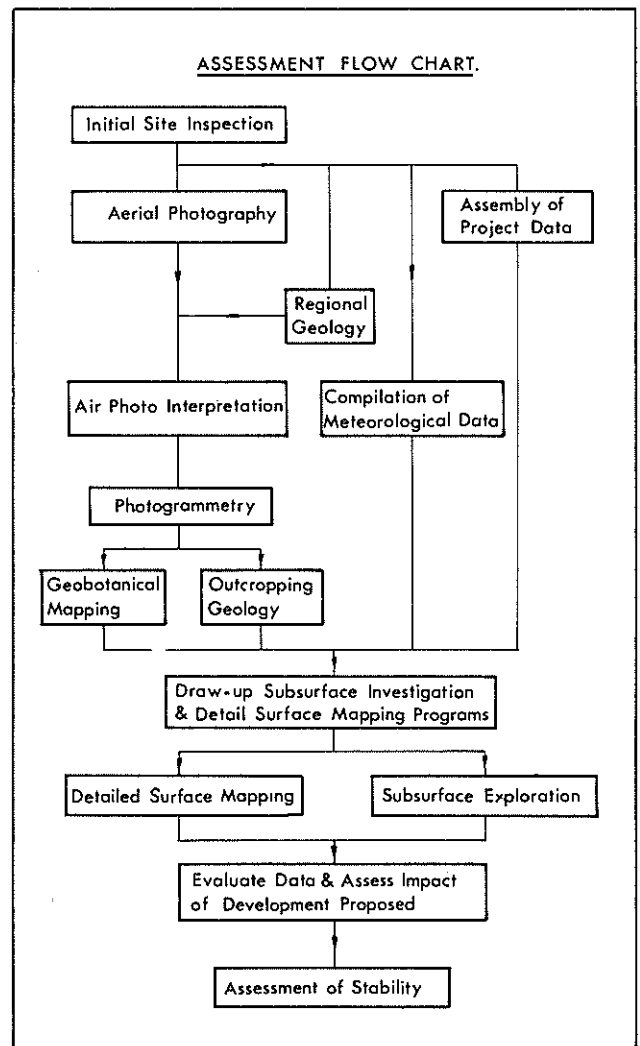 ASSESSMENT FLOW CHART.
Initial Site Inspection
Aerial Photography
Assembly of
Project Data
Regional
Geology
Air Photo Interpretation
Compilation of
Meteorological Data
Photogrammetry
Geobotanical
Mapping
Outcropping
Geology
Draw-up Subsurface Investigation
& Detail Surface Mapping Programs
Detailed Surface Mapping
Subsurface Exploration
Evaluate Data & Assess Impact
of Development Proposed
Assessment of Stability